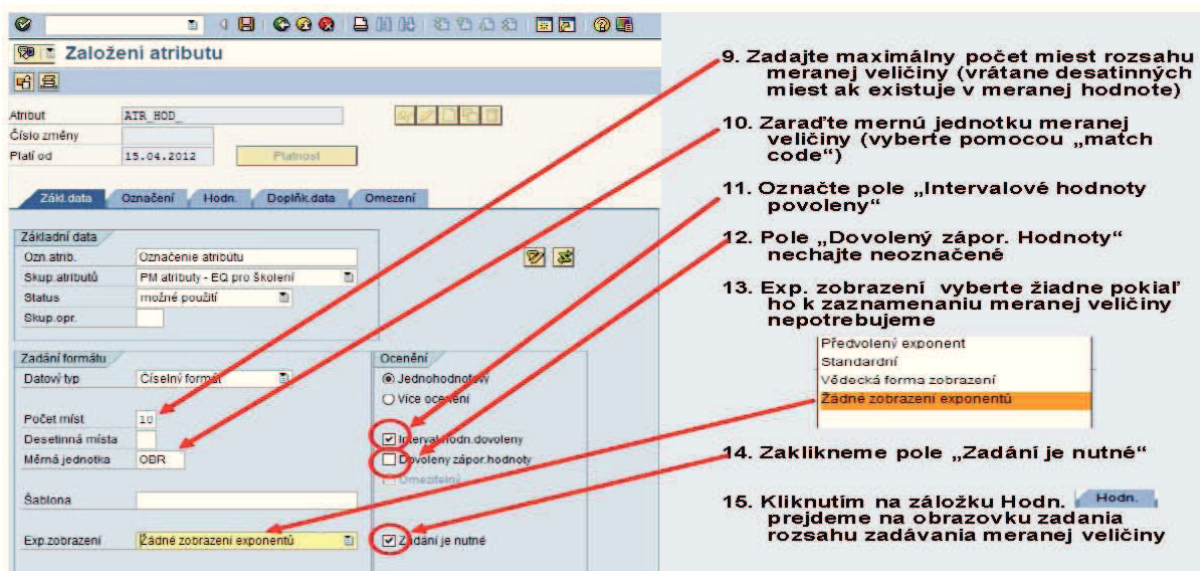 Založení atributu
Atribut ATR_HOD_
Číslo změny
Platí od 15.04.2012 Platnost
Zákl.data Označení Hodn. Doplňk.data Omezení
Základní data
Ozn.atrib. Označenie atributu
Skup.atributů PM atributy - EQ pro školení
Status možné použití
Skup.opr.
Zadání formátu
Datový typ Číselný formát
Počet míst 10
Desetinná místa
Měrná jednotka OBR
Šablona
Exp.zobrazení Žádné zobrazení exponentů
Ocenění
Jednohodnotový
Více ocenění
Interval.hodn.dovoleny
Dovoleny zápor.hodnoty
Omezitelný
Zadání je nutné
9. Zadajte maximálny počet miest rozsahu
meranej veličiny (vrátane desatinných
miest ak existuje v meranej hodnote)
10. Zaraďte mernú jednotku meranej
veličiny (vyberte pomocou „match
code“)
11. Označte pole „Intervalové hodnoty
povoleny“
12. Pole „Dovolený zápor. Hodnoty“
nechajte neoznačené
13. Exp. zobrazení vyberte žiadne pokiaľ
ho k zaznamenaniu meranej veličiny
nepotrebujeme
Předvolený exponent
Standardní
Vědecká forma zobrazení
Žádné zobrazení exponentů
14. Zaklikneme pole „Zadání je nutné“
15. Kliknutím na záložku Hodn. Hodn.
prejdeme na obrazovku zadania
rozsahu zadávania meranej veličiny